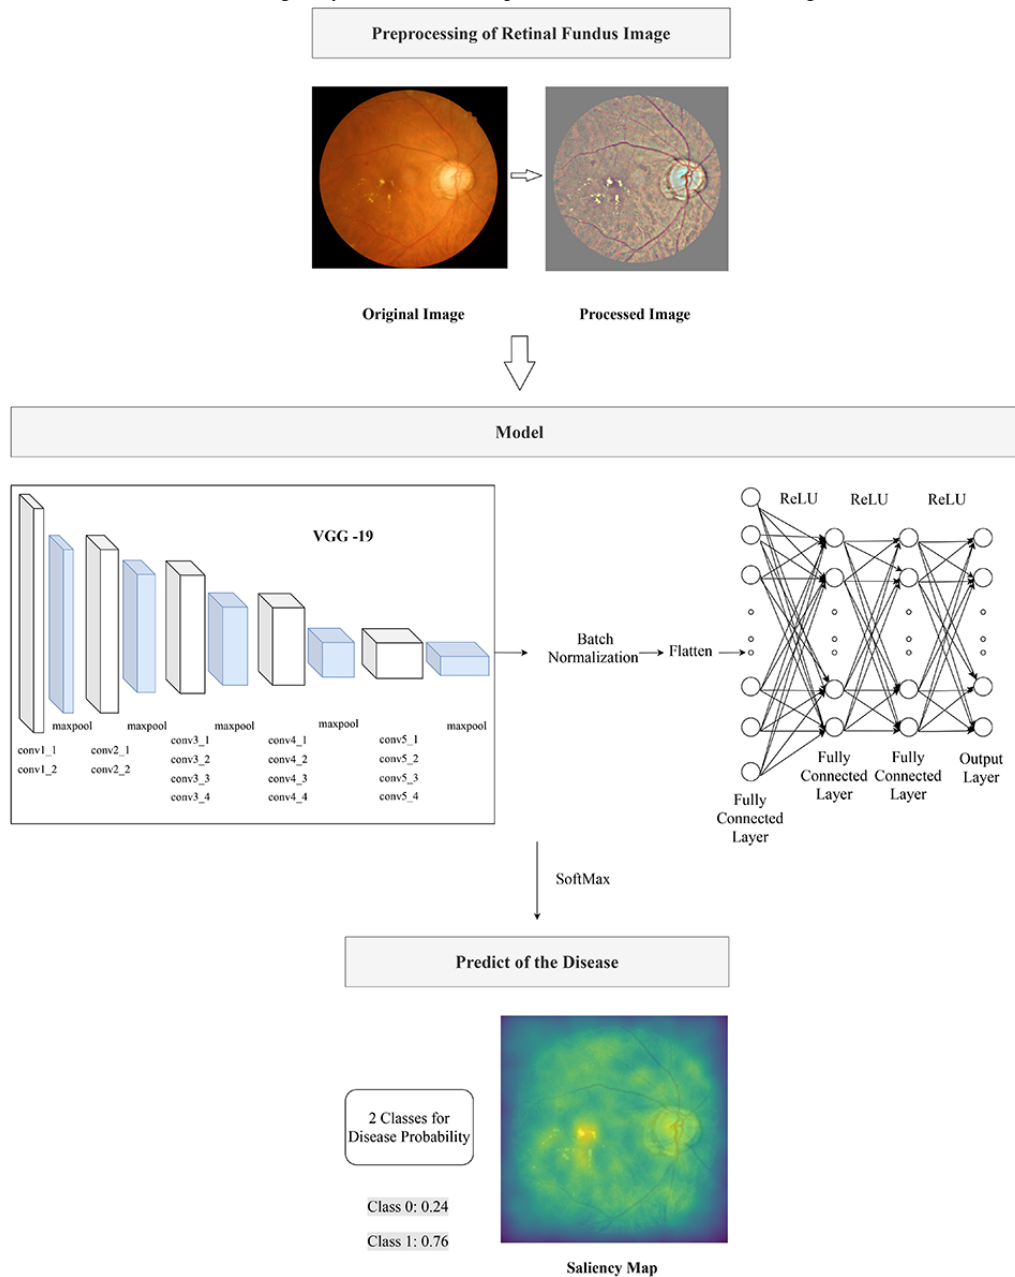 Preprocessing of Retinal Fundus Image
Original Image
Processed Image
Model
VGG -19
maxpool
maxpool
maxpool
maxpool
maxpool
conv1_1
conv1_2
conv2_1
conv2_2
conv3_1
conv3_2
conv3_3
conv3_4
conv4_1
conv4_2
conv4_3
conv4_4
conv5_1
conv5_2
conv5_3
conv5_4
Batch
Normalization
Flatten
ReLU
ReLU
ReLU
Fully
Connected
Layer
Fully
Connected
Layer
Fully
Connected
Layer
Output
Layer
SoftMax
Predict of the Disease
2 Classes for
Disease Probability
Class 0: 0.24
Class 1: 0.76
Saliency Map